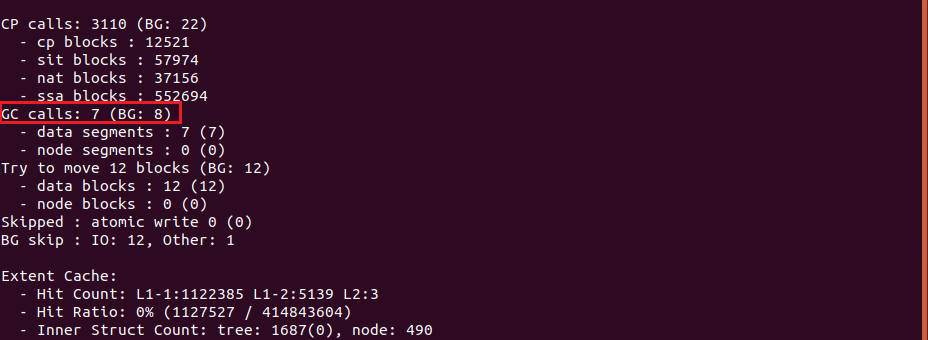 CP calls: 3110 (BG: 22)
- cp blocks : 12521
- sit blocks : 57974
- nat blocks : 37156
- ssa blocks : 552694
GC calls: 7 (BG: 8)
- data segments : 7 (7)
- node segments : 0 (0)
Try to move 12 blocks (BG: 12)
- data blocks : 12 (12)
- node blocks : 0 (0)
Skipped : atomic write 0 (0)
BG skip : IO: 12, Other: 1
Extent Cache:
- Hit Count: L1-1:1122385 L1-2:5139 L2:3
- Hit Ratio: 0% (1127527 / 414843604)
- Inner Struct Count: tree: 1687(0), node: 490